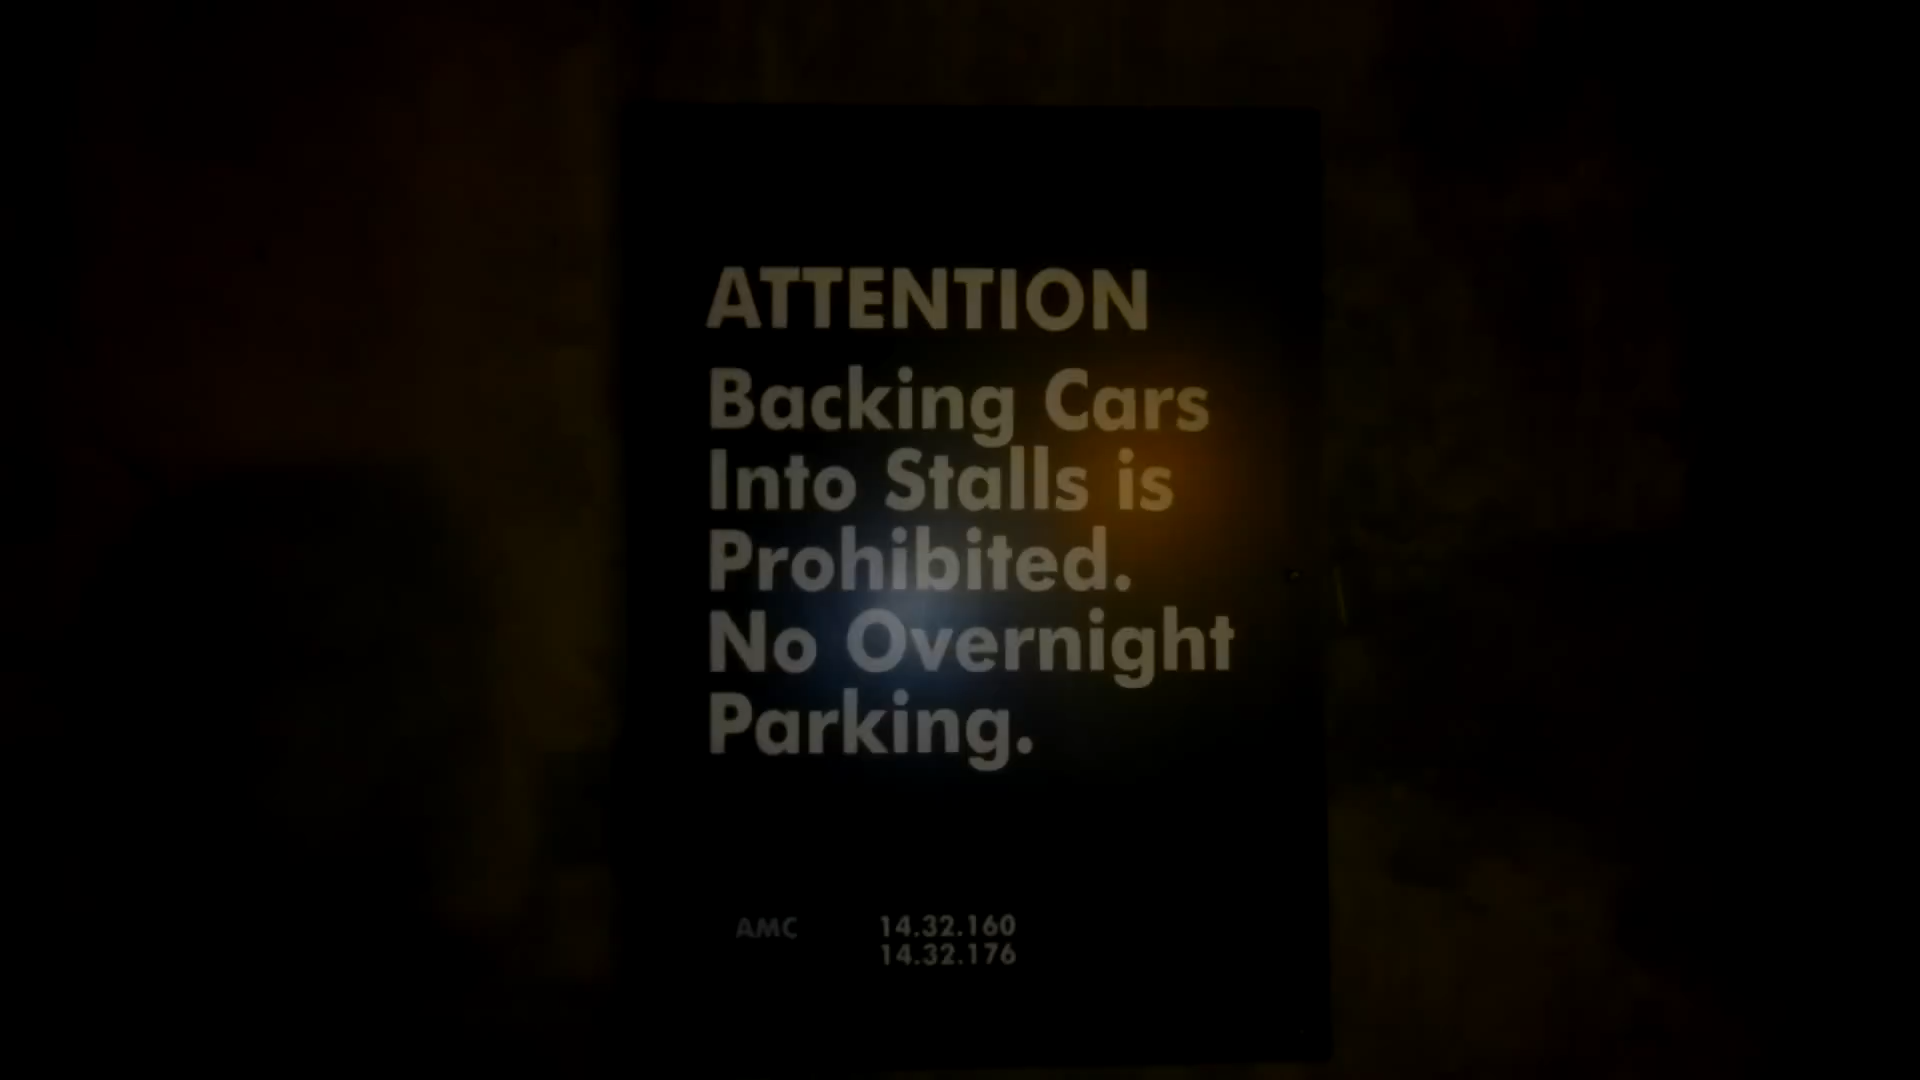 ATTENTION
Backing Cars
Into Stalls is
Prohibited.
No Overnight
Parking.
AMC 14.32.160
14.32.176